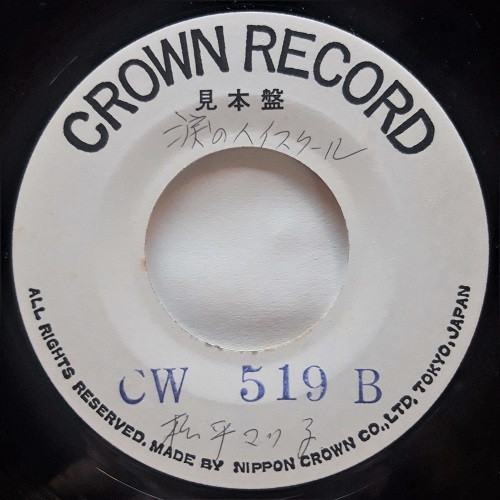 CROWN RECORD
見本盤
涙のハイスクール
CW 519 B
松平マリ子
ALL RIGHTS RESERVED. MADE BY NIPPON CROWN CO., LTD, TOKYO, JAPAN